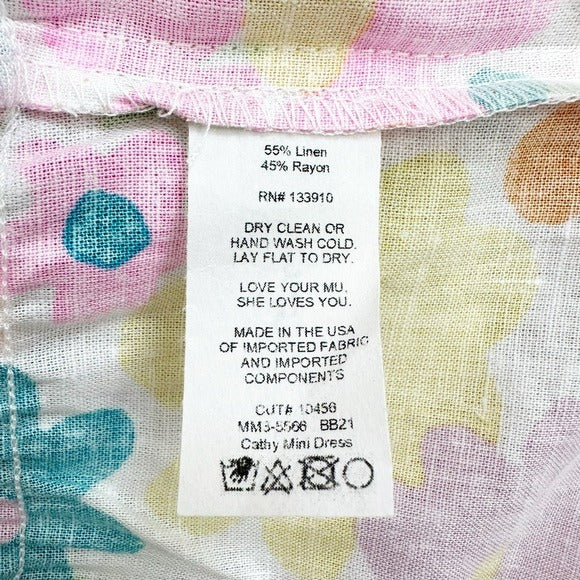 55% Linen
45% Rayon
RN# 133910
DRY CLEAN OR
HAND WASH COLD.
LAY FLAT TO DRY.
LOVE YOUR MU.
SHE LOVES YOU.
MADE IN THE USA
OF IMPORTED FABRIC
AND IMPORTED
COMPONENTS
CUT# 10456
MM3-5566 BB21
Cathy Mini Dress